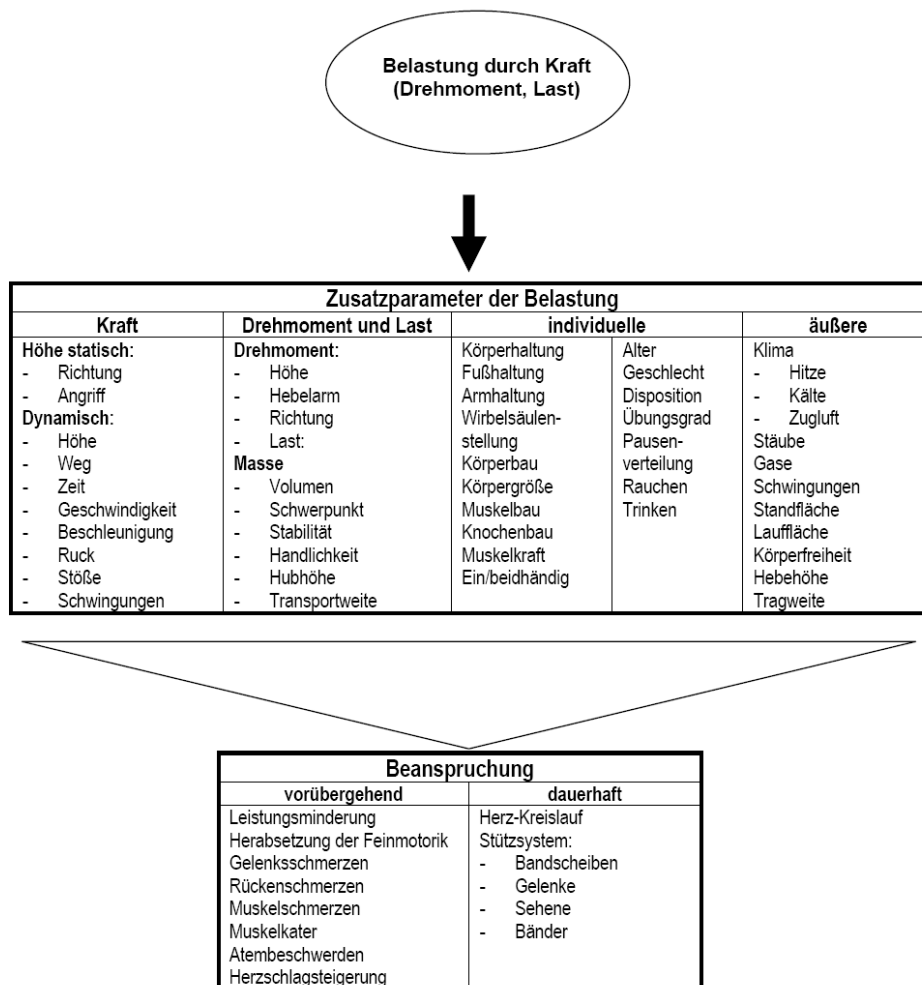 Belastung durch Kraft
(Drehmoment, Last)
Zusatzparameter der Belastung
Kraft
Höhe statisch:
- Richtung
- Angriff
Dynamisch:
- Höhe
- Weg
- Zeit
- Geschwindigkeit
- Beschleunigung
- Ruck
- Stöße
- Schwingungen
Drehmoment und Last
Drehmoment:
- Höhe
- Hebelarm
- Richtung
- Last:
Masse
- Volumen
- Schwerpunkt
- Stabilität
- Handlichkeit
- Hubhöhe
- Transportweite
individuelle
Körperhaltung
Fußhaltung
Armhaltung
Wirbelsäulen-
stellung
Körperbau
Körpergröße
Muskelbau
Knochenbau
Muskelkraft
Ein/beidhändig
Alter
Geschlecht
Disposition
Übungsgrad
Pausen-
verteilung
Rauchen
Trinken
äußere
Klima
- Hitze
- Kälte
- Zugluft
Stäube
Gase
Schwingungen
Standfläche
Lauffläche
Körperfreiheit
Hebehöhe
Tragweite
Beanspruchung
vorübergehend
Leistungsminderung
Herabsetzung der Feinmotorik
Gelenksschmerzen
Rückenschmerzen
Muskelschmerzen
Muskelkater
Atembeschwerden
Herzschlagsteigerung
dauerhaft
Herz-Kreislauf
Stützsystem:
- Bandscheiben
- Gelenke
- Sehene
- Bänder